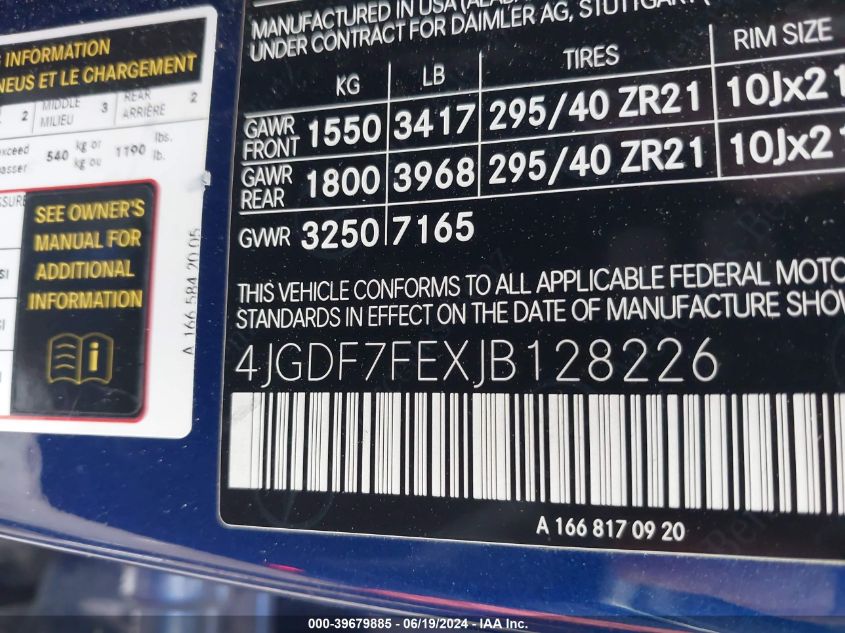 INFORMATION
NEUS ET LE CHARGEMENT
2 MIDDLE MILIEU 3 REAR ARRIÈRE 2
exceed 540 kg or 1190 lbs.
kg ou lb.
SEE OWNER'S
MANUAL FOR
ADDITIONAL
INFORMATION
A 166 584 20 05
MANUFACTURED IN USA
UNDER CONTRACT FOR DAIMLER AG, STUTTGART
KG LB TIRES RIM SIZE
GAWR FRONT 1550 3417 295/40 ZR21 10Jx21
GAWR REAR 1800 3968 295/40 ZR21 10Jx21
GVWR 3250 7165
THIS VEHICLE CONFORMS TO ALL APPLICABLE FEDERAL MOTO
STANDARDS IN EFFECT ON THE DATE OF MANUFACTURE SHOW
4JGDF7FEXJB128226
A 166 817 09 20
000-39679885 - 06/19/2024 - IAA Inc.